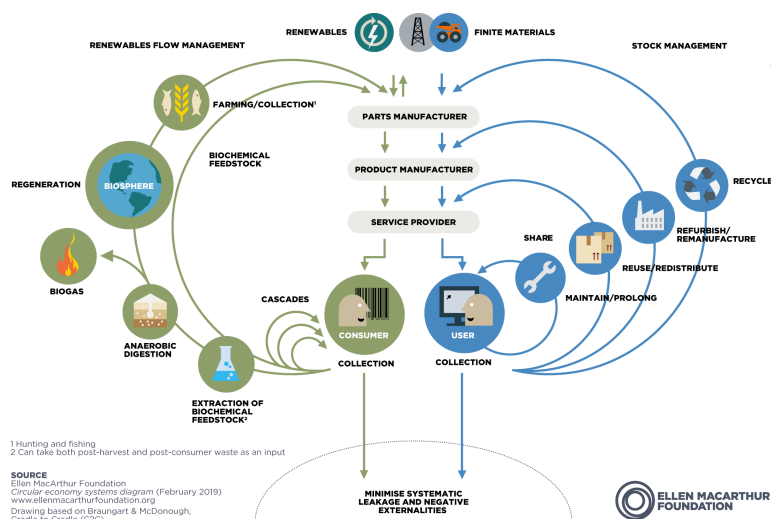 RENEWABLES
FINITE MATERIALS
RENEWABLES FLOW MANAGEMENT
STOCK MANAGEMENT
FARMING/COLLECTION¹
PARTS MANUFACTURER
BIOCHEMICAL
FEEDSTOCK
PRODUCT MANUFACTURER
REGENERATION
BIOSPHERE
RECYCLE
SERVICE PROVIDER
SHARE
REFURBISH/
REMANUFACTURE
REUSE/REDISTRIBUTE
BIOGAS
MAINTAIN/PROLONG
CASCADES
CONSUMER
USER
ANAEROBIC
DIGESTION
COLLECTION
COLLECTION
EXTRACTION OF
BIOCHEMICAL
FEEDSTOCK²
1 Hunting and fishing
2 Can take both post-harvest and post-consumer waste as an input
SOURCE
Ellen MacArthur Foundation
Circular economy systems diagram (February 2019)
www.ellenmacarthurfoundation.org
Drawing based on Braungart & McDonough,
Cradle to Cradle (C2C)
MINIMISE SYSTEMATIC
LEAKAGE AND NEGATIVE
EXTERNALITIES
ELLEN MACARTHUR
FOUNDATION